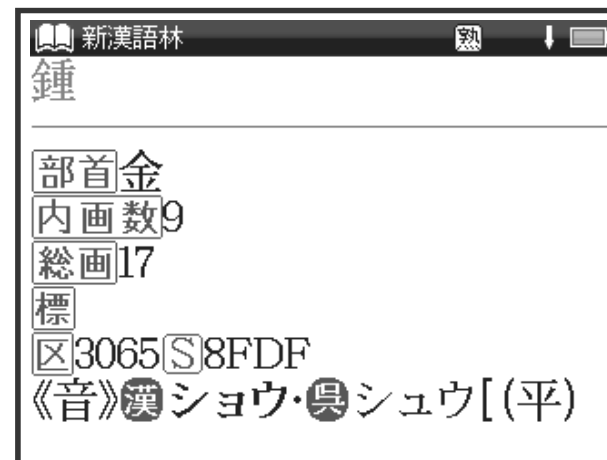 新漢語林 熟
鍾
部首金
内画数9
総画17
標
区3065S8FDF
《音》漢ショウ・呉シュウ[(平)